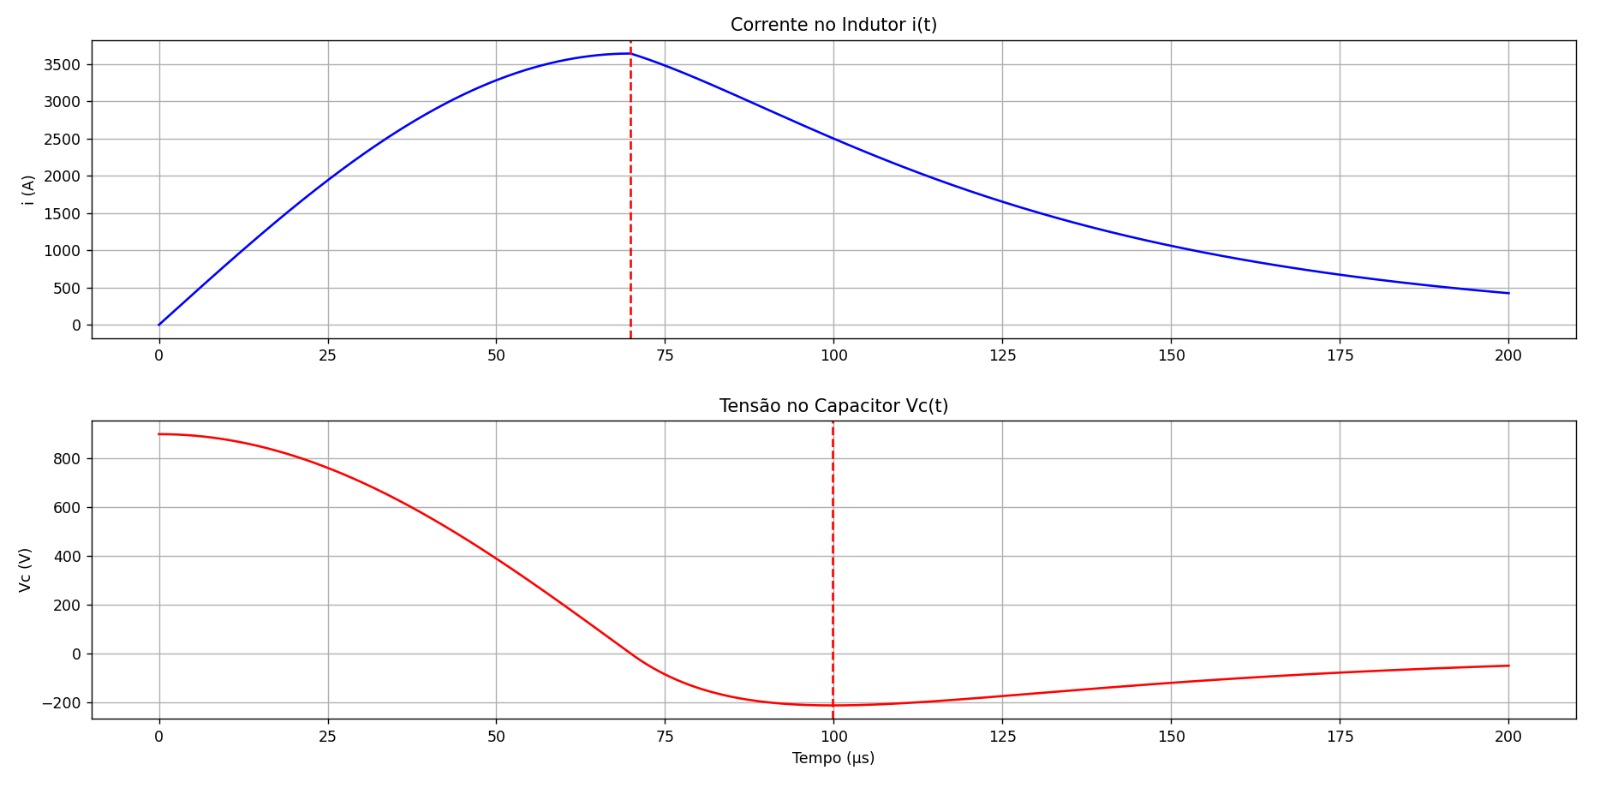 Corrente no Indutor i(t)
3500
3000
2500
2000
1500
1000
500
0
i (A)
0 25 50 75 100 125 150 175 200
Tensão no Capacitor Vc(t)
800
600
400
200
0
−200
Vc (V)
0 25 50 75 100 125 150 175 200
Tempo (µs)